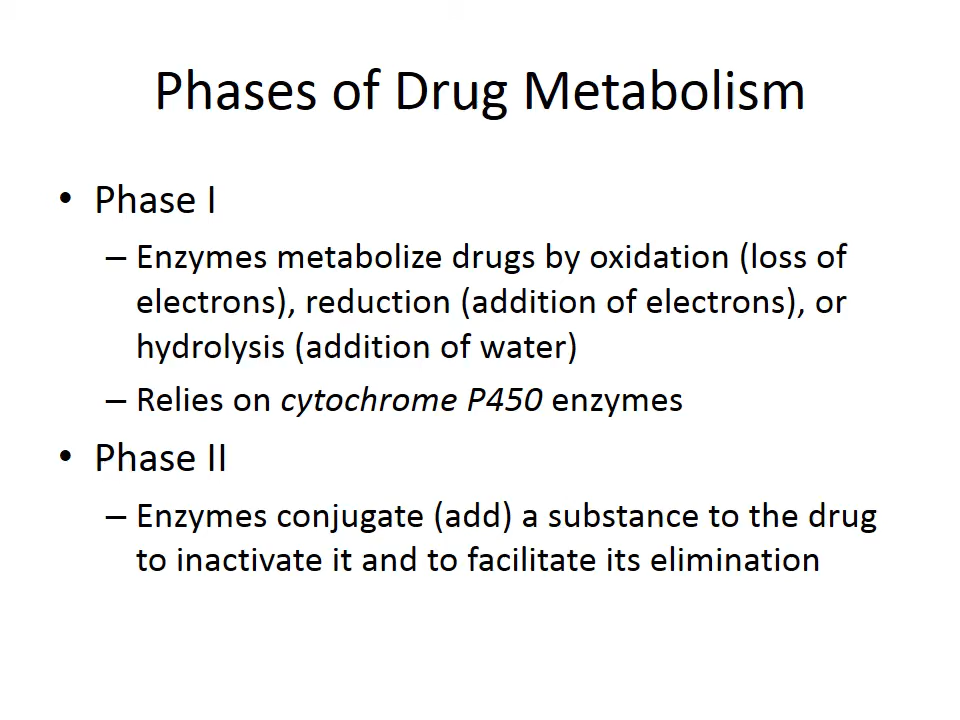 Phases of Drug Metabolism
• Phase I
– Enzymes metabolize drugs by oxidation (loss of
electrons), reduction (addition of electrons), or
hydrolysis (addition of water)
– Relies on cytochrome P450 enzymes
• Phase II
– Enzymes conjugate (add) a substance to the drug
to inactivate it and to facilitate its elimination